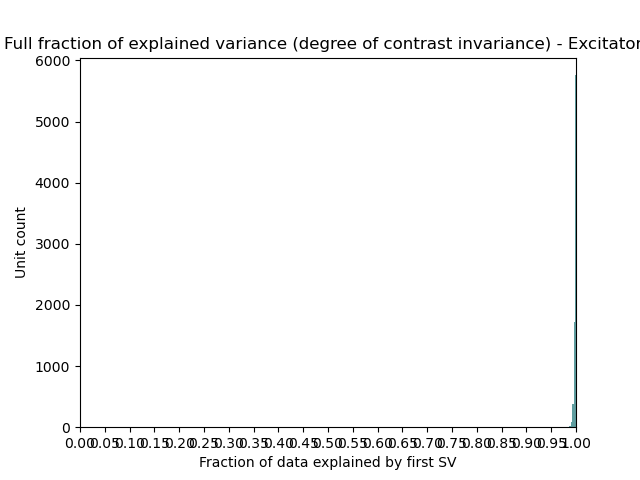 Full fraction of explained variance (degree of contrast invariance) - Excitator
6000
5000
4000
3000
2000
1000
0
Unit count
0.00 0.05 0.10 0.15 0.20 0.25 0.30 0.35 0.40 0.45 0.50 0.55 0.60 0.65 0.70 0.75 0.80 0.85 0.90 0.95 1.00
Fraction of data explained by first SV